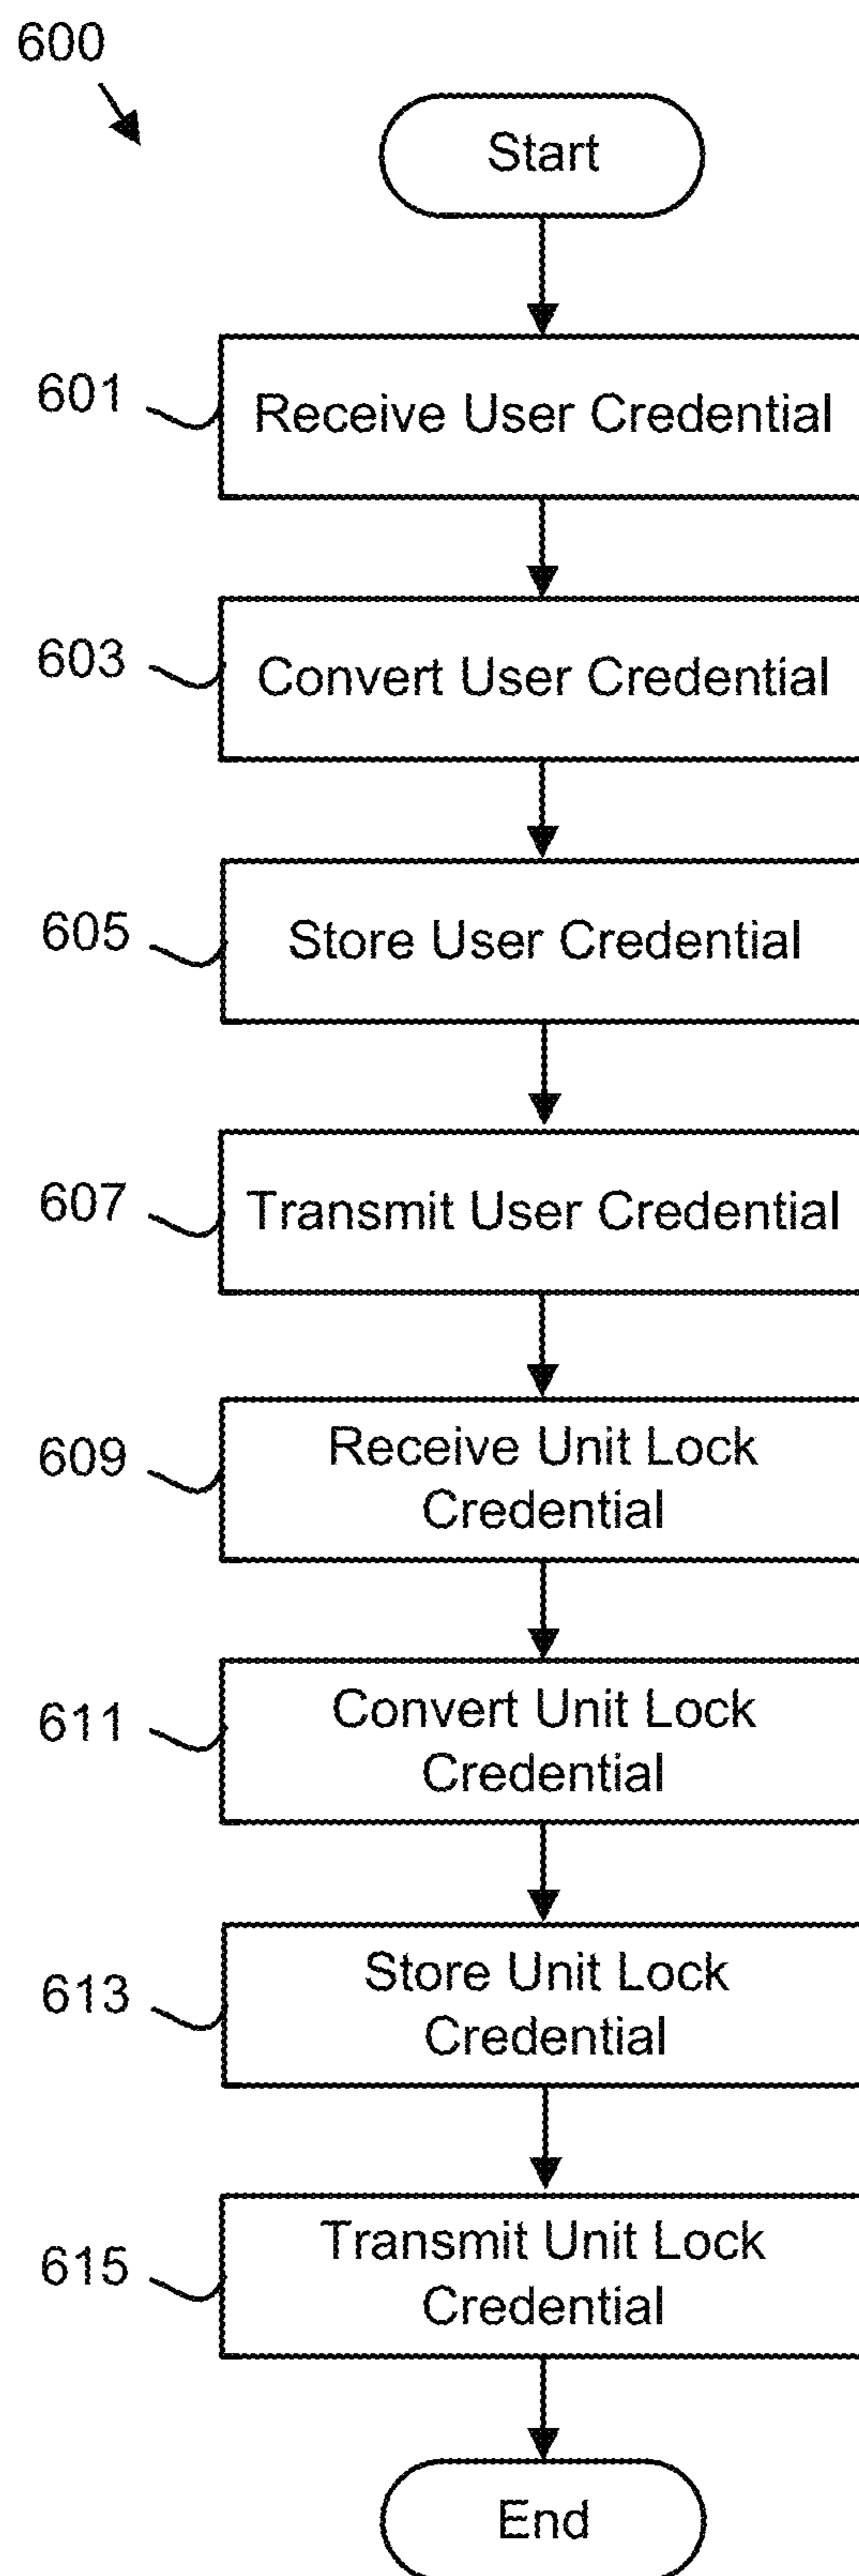 600
Start
601
Receive User Credential
603
Convert User Credential
605
Store User Credential
607
Transmit User Credential
609
Receive Unit Lock
Credential
611
Convert Unit Lock
Credential
613
Store Unit Lock
Credential
615
Transmit Unit Lock
Credential
End